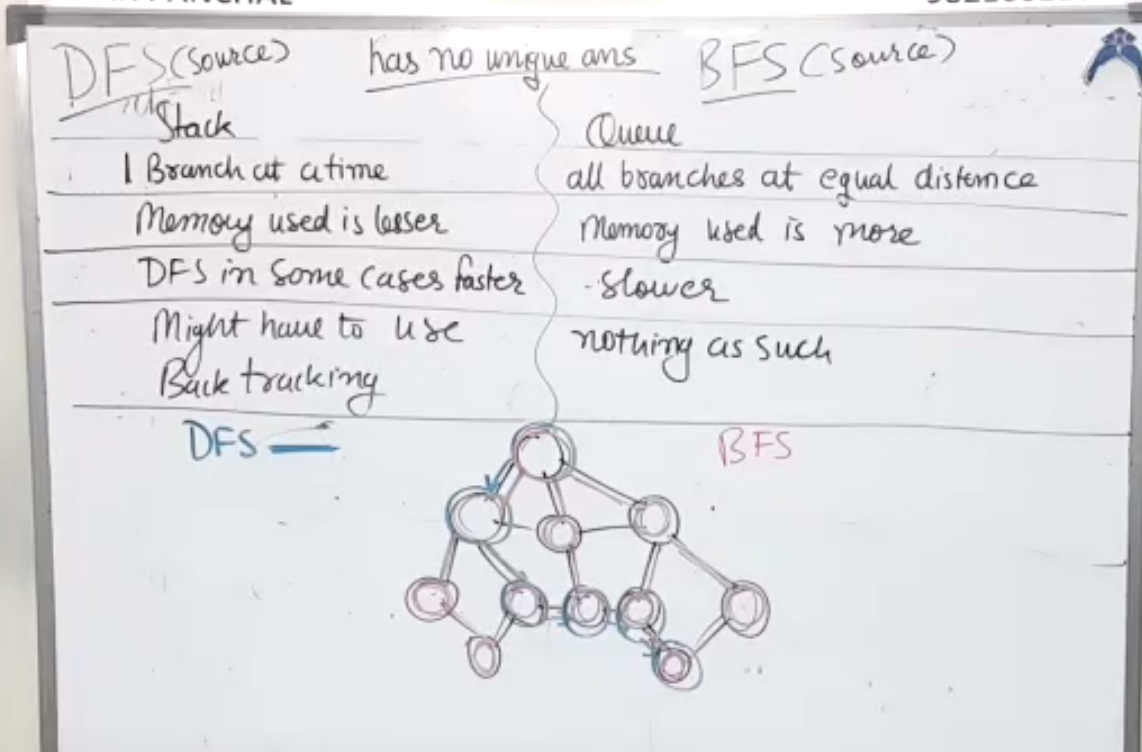 DFS (source) has no unique ans BFS (source)
Stack Queue
1 Branch at a time all branches at equal distance
Memory used is lesser Memory used is more
DFS in some cases faster slower
Might have to use nothing as such
Back tracking
DFS BFS